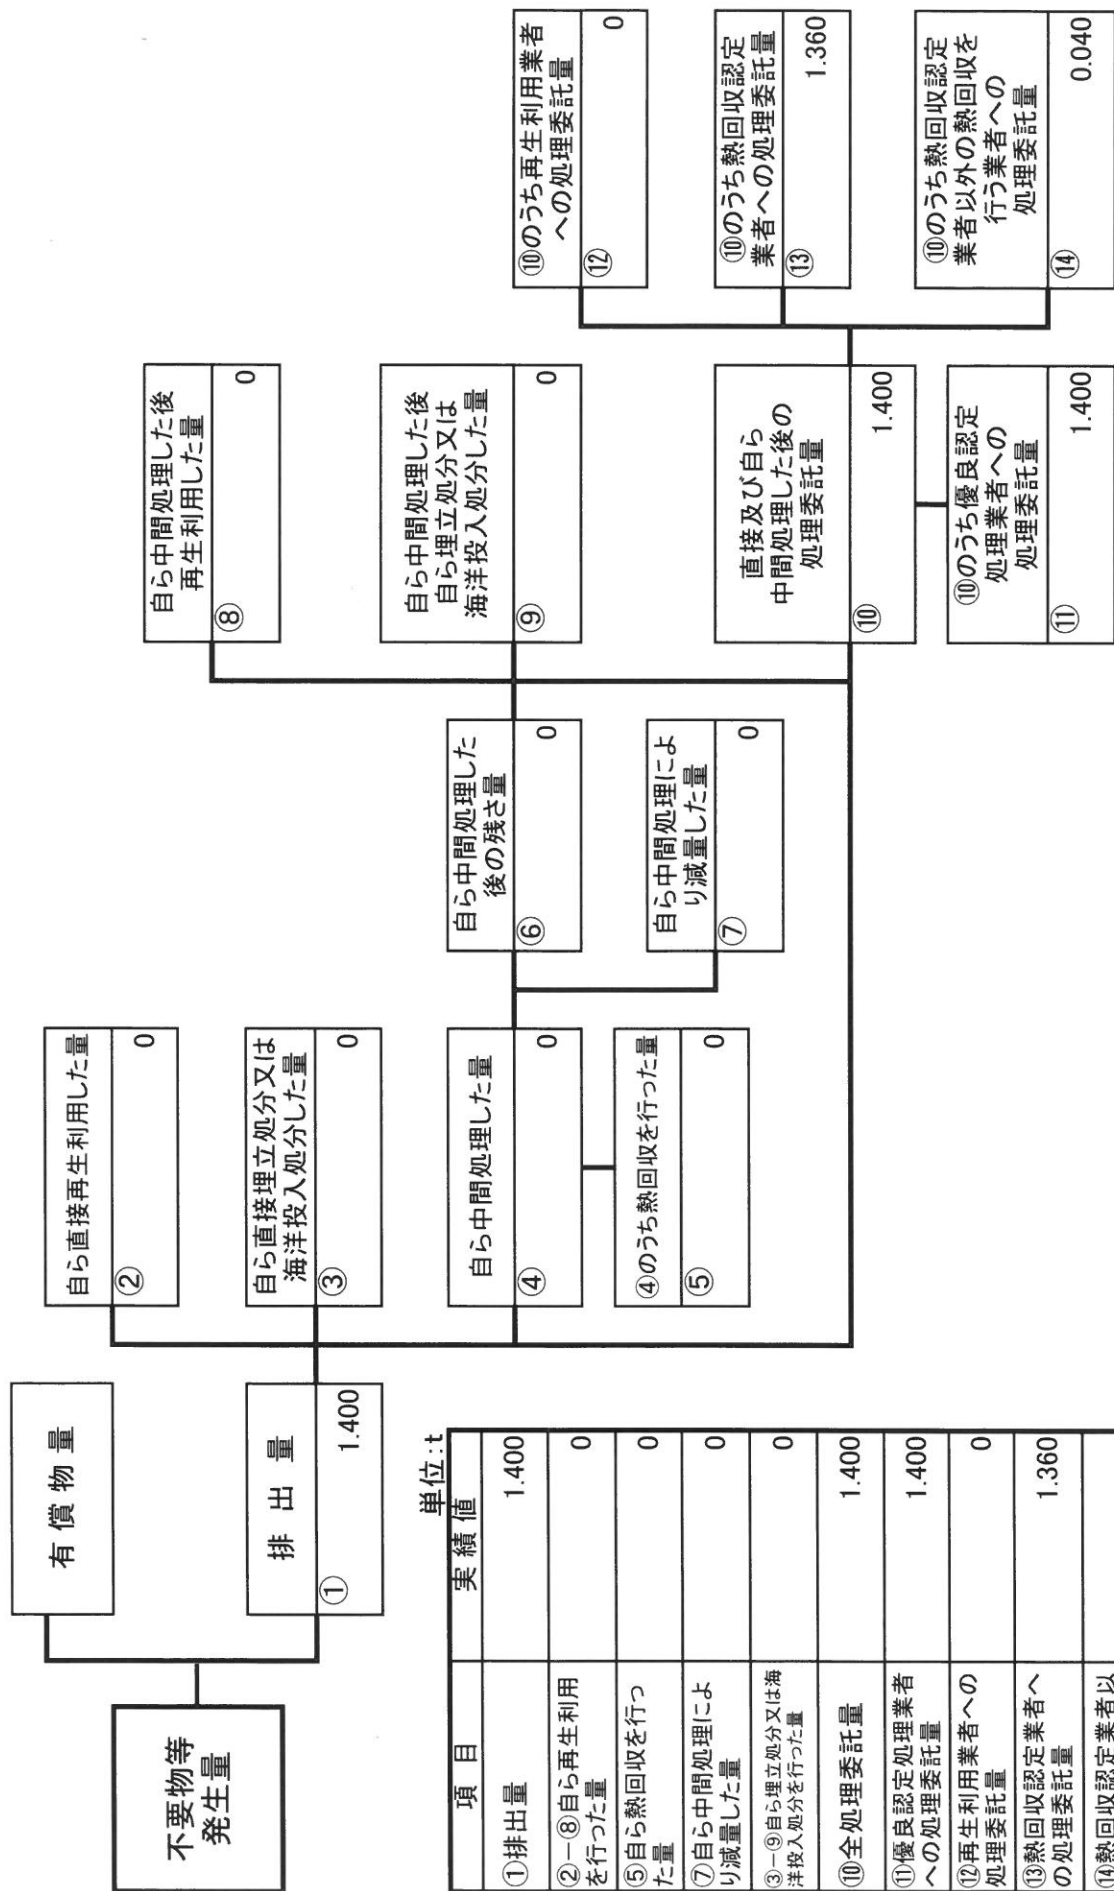 不要物等
発生量
有償物量
排出量
① 1.400
自ら直接再生利用した量
② 0
自ら直接埋立処分又は
海洋投入処分した量
③ 0
自ら中間処理した量
④ 0
④のうち熱回収を行った量
⑤ 0
自ら中間処理した
後の残さ量
⑥ 0
自ら中間処理によ
り減量した量
⑦ 0
自ら中間処理した後
再生利用した量
⑧ 0
自ら中間処理した後
自ら埋立処分又は
海洋投入処分した量
⑨ 0
直接及び自ら
中間処理した後の
処理委託量
⑩ 1.400
⑩のうち優良認定
処理業者への
処理委託量
⑪ 1.400
⑩のうち再生利用業者
への処理委託量
⑫ 0
⑩のうち熱回収認定
業者への処理委託量
⑬ 1.360
⑩のうち熱回収認定
業者以外の熱回収を
行う業者への
処理委託量
⑭ 0.040
単位:t
項目 実績値
①排出量 1.400
②-⑧自ら再生利用
を行った量 0
⑤自ら熱回収を行っ
た量 0
⑦自ら中間処理によ
り減量した量 0
③-⑨自ら埋立処分又は海
洋投入処分を行った量 0
⑩全処理委託量 1.400
⑪優良認定処理業者
への処理委託量 1.400
⑫再生利用業者への
処理委託量 0
⑬熱回収認定業者へ
の処理委託量 1.360
⑭熱回収認定業者以